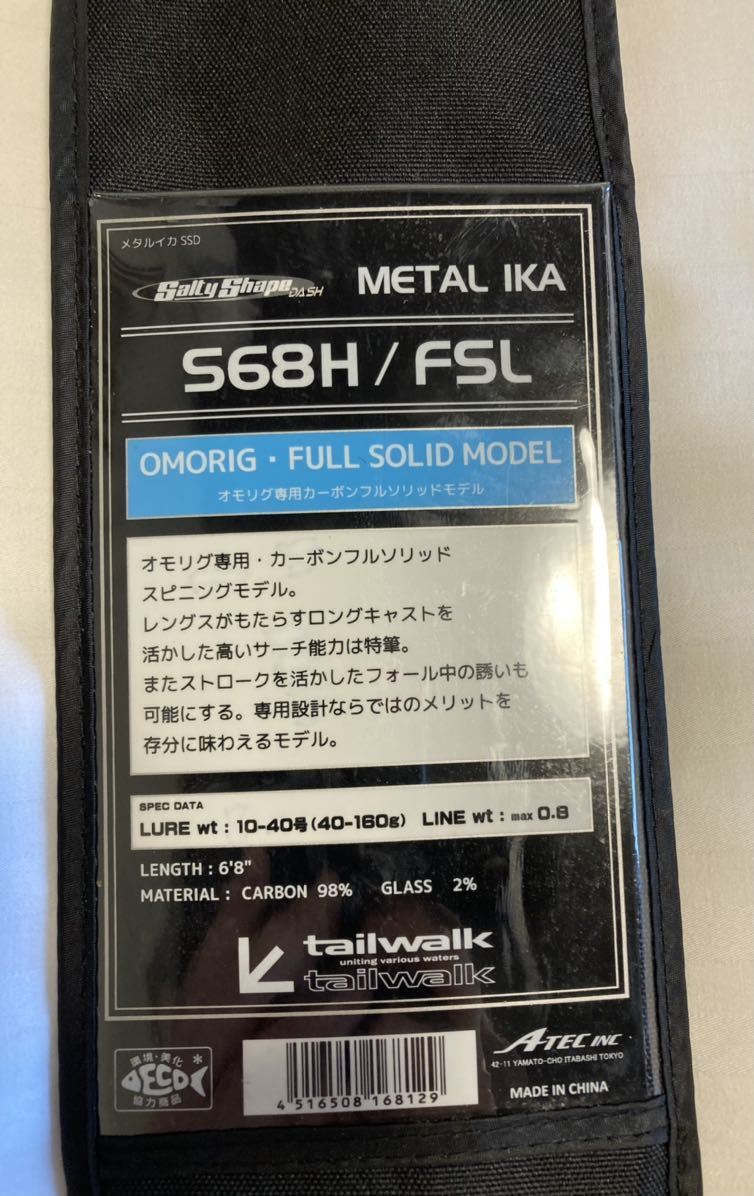 メタルイカ SSD
Salty Shape DASH METAL IKA
S68H / FSL
OMORIG・FULL SOLID MODEL
オモリグ専用カーボンフルソリッドモデル
オモリグ専用・カーボンフルソリッド
スピニングモデル。
レングスがもたらすロングキャストを
活かした高いサーチ能力は特筆。
またストロークを活かしたフォール中の誘いも
可能にする。専用設計ならではのメリットを
存分に味わえるモデル。
SPEC DATA
LURE wt : 10-40号(40-160g) LINE wt : max 0.8
LENGTH : 6'8"
MATERIAL : CARBON 98% GLASS 2%
tailwalk
uniting various waters
tailwalk
環境・美化
ECO
協力商品
4 516508 168129
A-TEC INC
42-11 YAMATO-CHO ITABASHI TOKYO
MADE IN CHINA